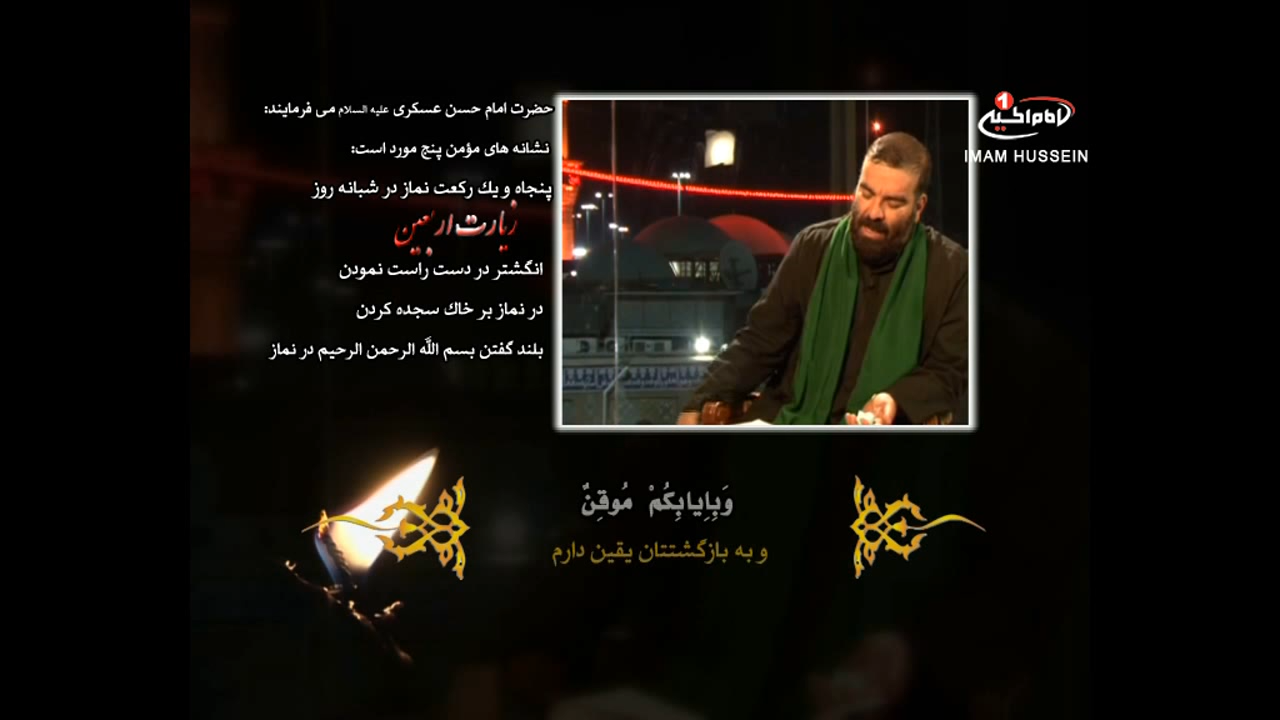 حضرت امام حسن عسکری علیه السلام می فرمایند:
نشانه های مؤمن پنج مورد است:
پنجاه و یك رکعت نماز در شبانه روز
زیارت اربعین
انگشتر در دست راست نمودن
در نماز بر خاك سجده کردن
بلند گفتن بسم الله الرحمن الرحیم در نماز
1
امام حسین
IMAM HUSSEIN
وَبِإِيابِكُمْ مُوقِنٌ
و به بازگشتتان یقین دارم